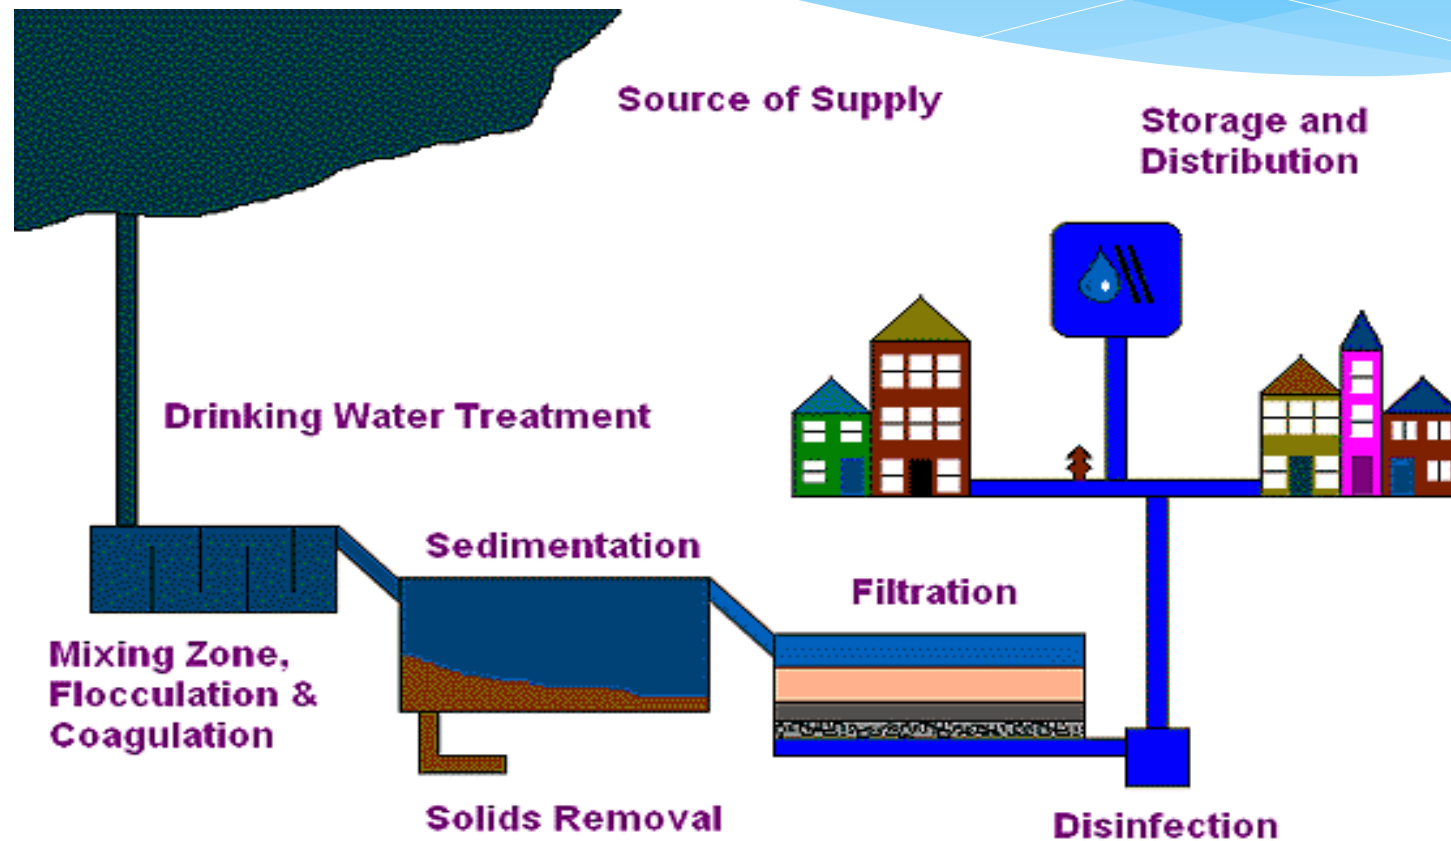 Source of Supply
Storage and
Distribution
Drinking Water Treatment
Sedimentation
Filtration
Mixing Zone,
Flocculation &
Coagulation
Solids Removal
Disinfection